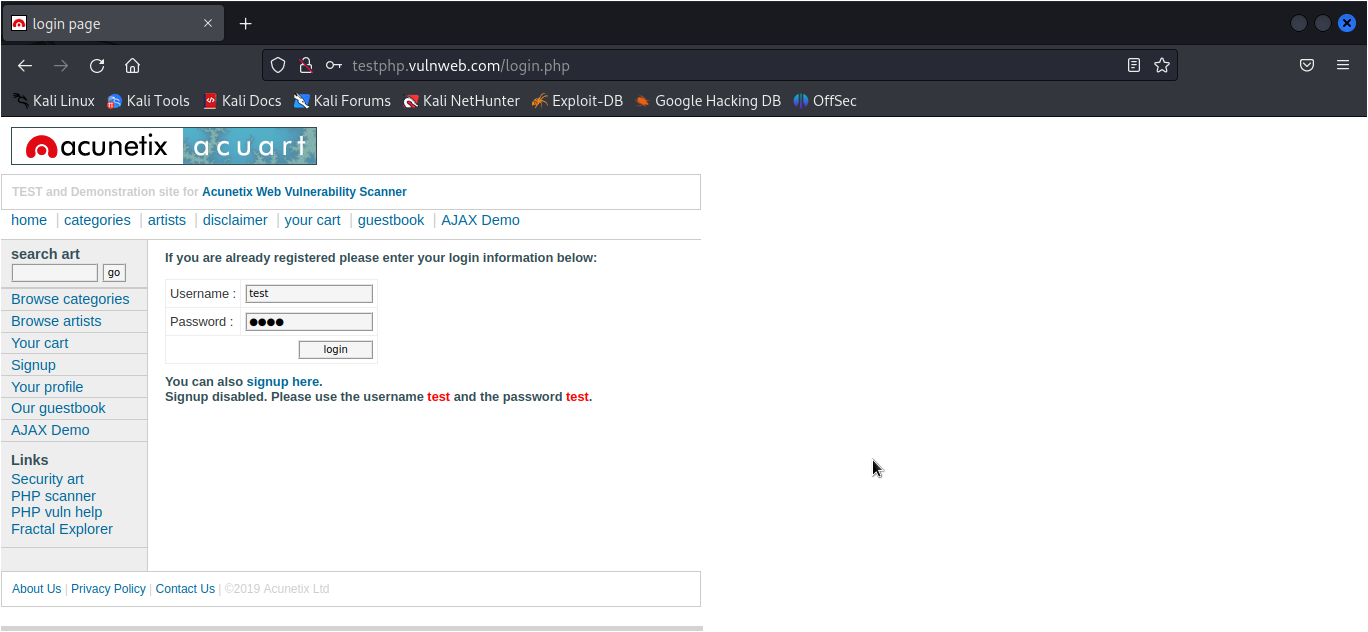 login page
testphp.vulnweb.com/login.php
Kali Linux Kali Tools Kali Docs Kali Forums Kali NetHunter Exploit-DB Google Hacking DB OffSec
acunetix acuart
TEST and Demonstration site for Acunetix Web Vulnerability Scanner
home | categories | artists | disclaimer | your cart | guestbook | AJAX Demo
search art
go
Browse categories
Browse artists
Your cart
Signup
Your profile
Our guestbook
AJAX Demo
Links
Security art
PHP scanner
PHP vuln help
Fractal Explorer
If you are already registered please enter your login information below:
Username : test
Password : ●●●●
login
You can also signup here.
Signup disabled. Please use the username test and the password test.
About Us | Privacy Policy | Contact Us | ©2019 Acunetix Ltd